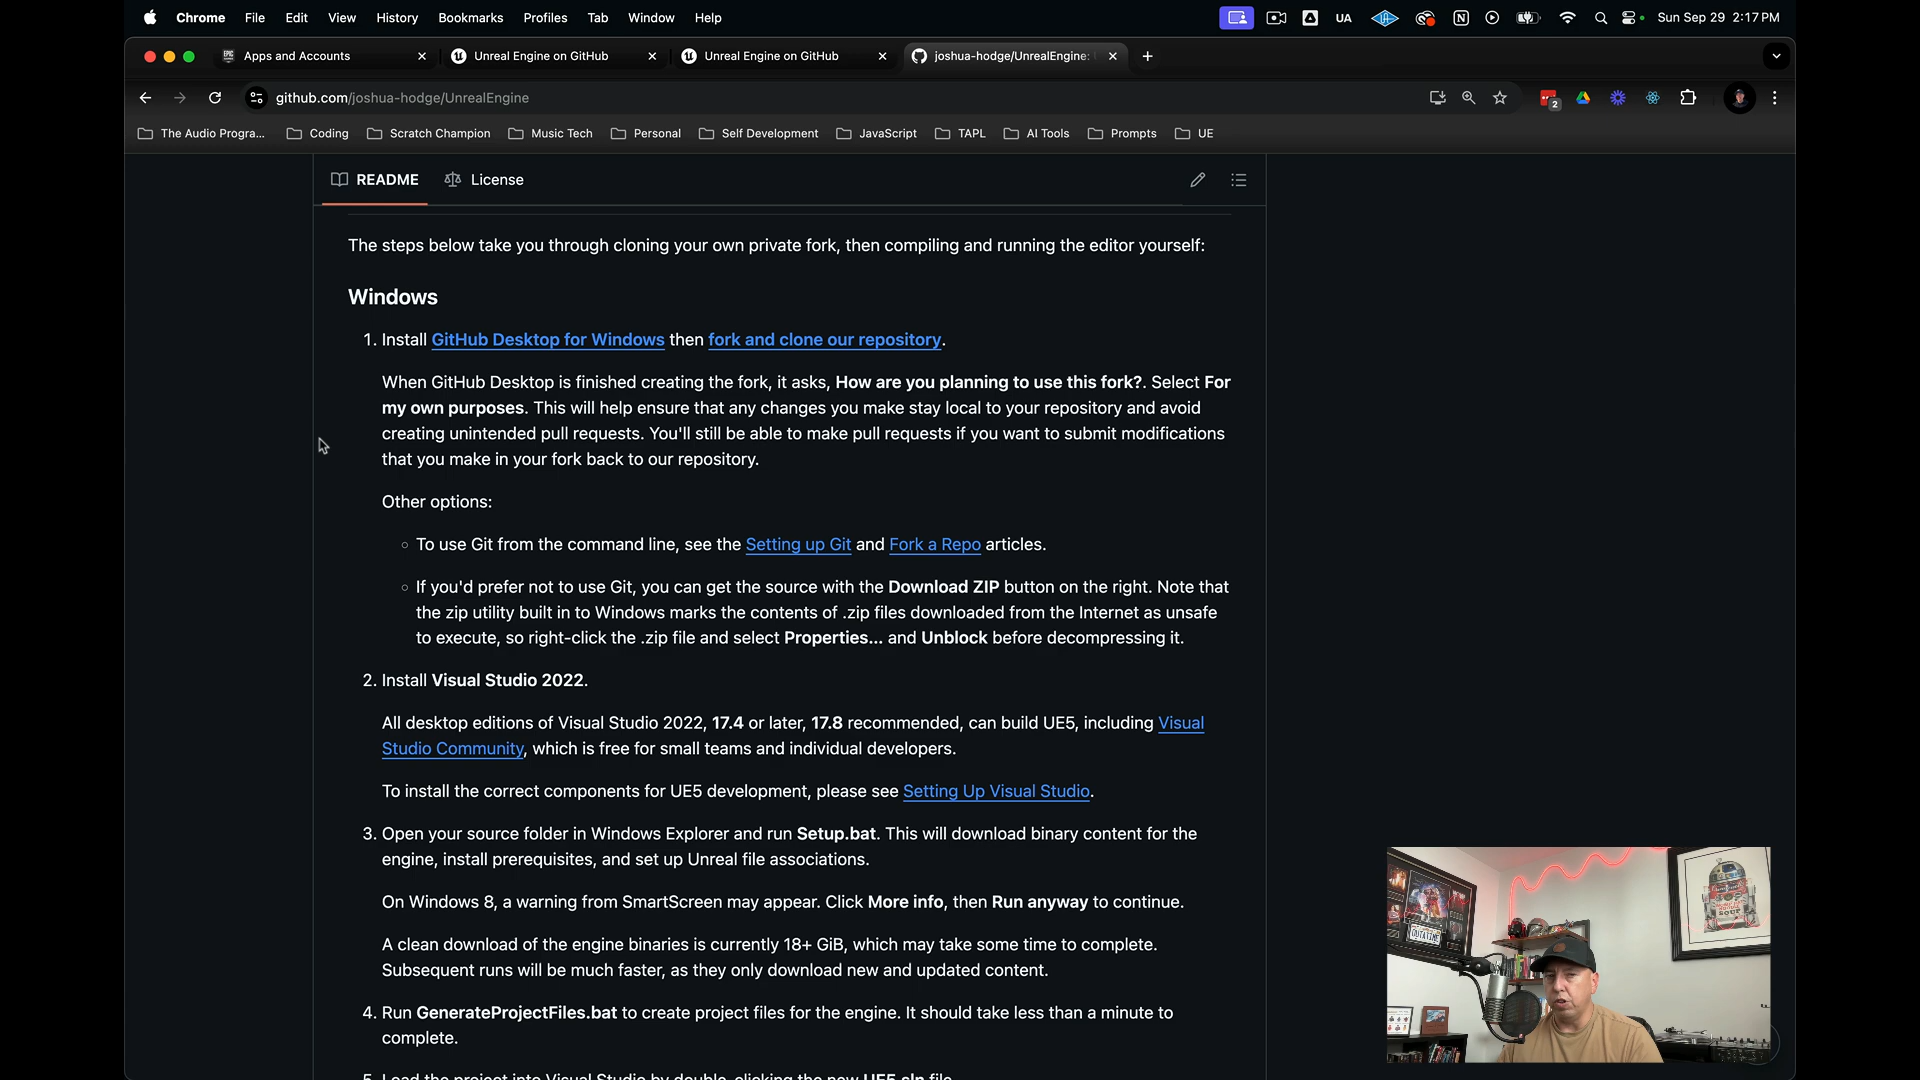 Chrome File Edit View History Bookmarks Profiles Tab Window Help
UA
Sun Sep 29 2:17 PM
Apps and Accounts
Unreal Engine on GitHub
Unreal Engine on GitHub
joshua-hodge/UnrealEngine:
github.com/joshua-hodge/UnrealEngine
2
The Audio Progra... Coding Scratch Champion Music Tech Personal Self Development JavaScript TAPL AI Tools Prompts UE
README License
The steps below take you through cloning your own private fork, then compiling and running the editor yourself:
Windows
1. Install GitHub Desktop for Windows then fork and clone our repository.
When GitHub Desktop is finished creating the fork, it asks, How are you planning to use this fork?. Select For
my own purposes. This will help ensure that any changes you make stay local to your repository and avoid
creating unintended pull requests. You'll still be able to make pull requests if you want to submit modifications
that you make in your fork back to our repository.
Other options:
To use Git from the command line, see the Setting up Git and Fork a Repo articles.
If you'd prefer not to use Git, you can get the source with the Download ZIP button on the right. Note that
the zip utility built in to Windows marks the contents of .zip files downloaded from the Internet as unsafe
to execute, so right-click the .zip file and select Properties... and Unblock before decompressing it.
2. Install Visual Studio 2022.
All desktop editions of Visual Studio 2022, 17.4 or later, 17.8 recommended, can build UE5, including Visual
Studio Community, which is free for small teams and individual developers.
To install the correct components for UE5 development, please see Setting Up Visual Studio.
3. Open your source folder in Windows Explorer and run Setup.bat. This will download binary content for the
engine, install prerequisites, and set up Unreal file associations.
On Windows 8, a warning from SmartScreen may appear. Click More info, then Run anyway to continue.
A clean download of the engine binaries is currently 18+ GiB, which may take some time to complete.
Subsequent runs will be much faster, as they only download new and updated content.
4. Run GenerateProjectFiles.bat to create project files for the engine. It should take less than a minute to
complete.
5. Load the project into Visual Studio by double-clicking the new UE5.sln file.
OUTATIME
SOUP